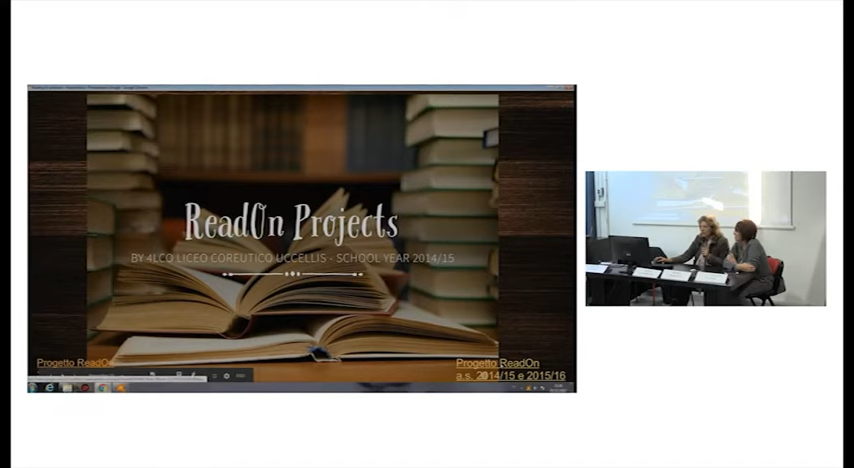 ReadOn Projects
BY 4LCO LICEO COREUTICO UCCELLIS - SCHOOL YEAR 2014/15
Progetto ReadOn
Progetto ReadOn
a.s. 2014/15 e 2015/16